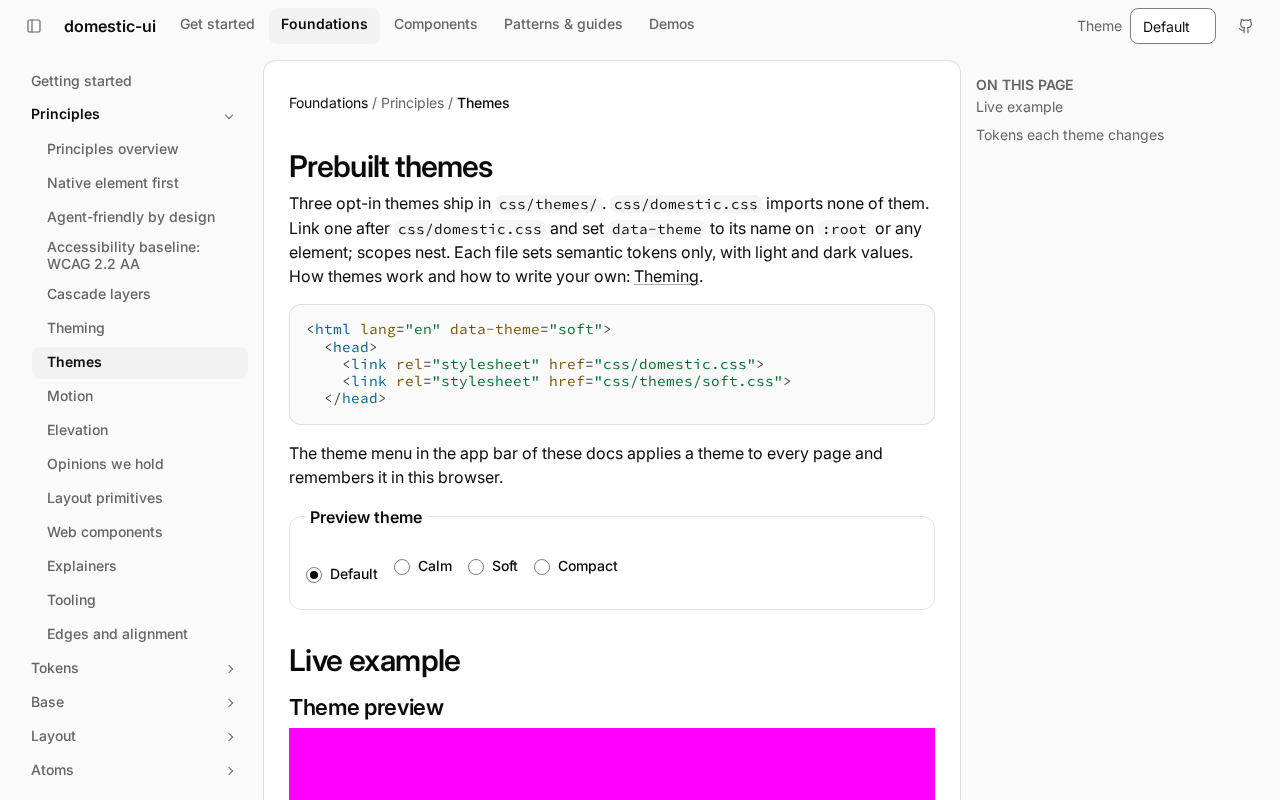 domestic-ui
Get started
Foundations
Components
Patterns & guides
Demos
Theme
Default
Getting started
Principles
Principles overview
Native element first
Agent-friendly by design
Accessibility baseline:
WCAG 2.2 AA
Cascade layers
Theming
Themes
Motion
Elevation
Opinions we hold
Layout primitives
Web components
Explainers
Tooling
Edges and alignment
Tokens
Base
Layout
Atoms
Foundations / Principles / Themes
Prebuilt themes
Three opt-in themes ship in css/themes/. css/domestic.css imports none of them.
Link one after css/domestic.css and set data-theme to its name on :root or any
element; scopes nest. Each file sets semantic tokens only, with light and dark values.
How themes work and how to write your own: Theming.
<html lang="en" data-theme="soft">
  <head>
    <link rel="stylesheet" href="css/domestic.css">
    <link rel="stylesheet" href="css/themes/soft.css">
  </head>
The theme menu in the app bar of these docs applies a theme to every page and
remembers it in this browser.
Preview theme
Default
Calm
Soft
Compact
Live example
Theme preview
ON THIS PAGE
Live example
Tokens each theme changes